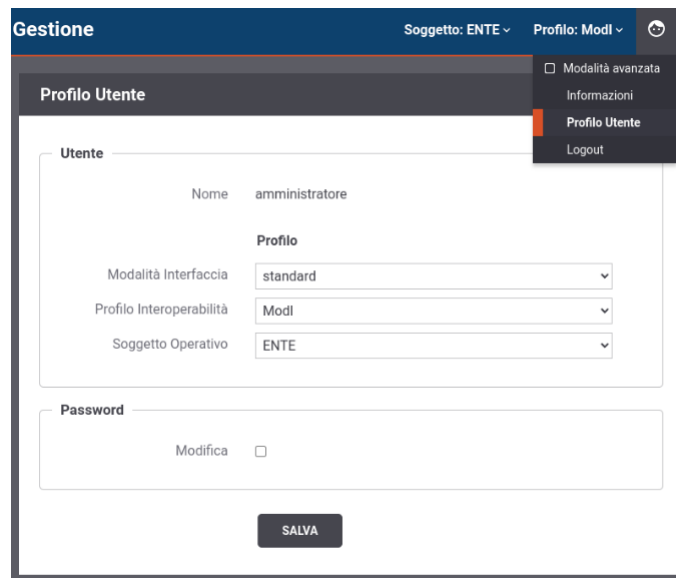 Gestione Soggetto: ENTE Profilo: ModI
Modalità avanzata
Informazioni
Profilo Utente
Logout
Profilo Utente
Utente
Nome amministratore
Profilo
Modalità Interfaccia standard
Profilo Interoperabilità ModI
Soggetto Operativo ENTE
Password
Modifica
SALVA